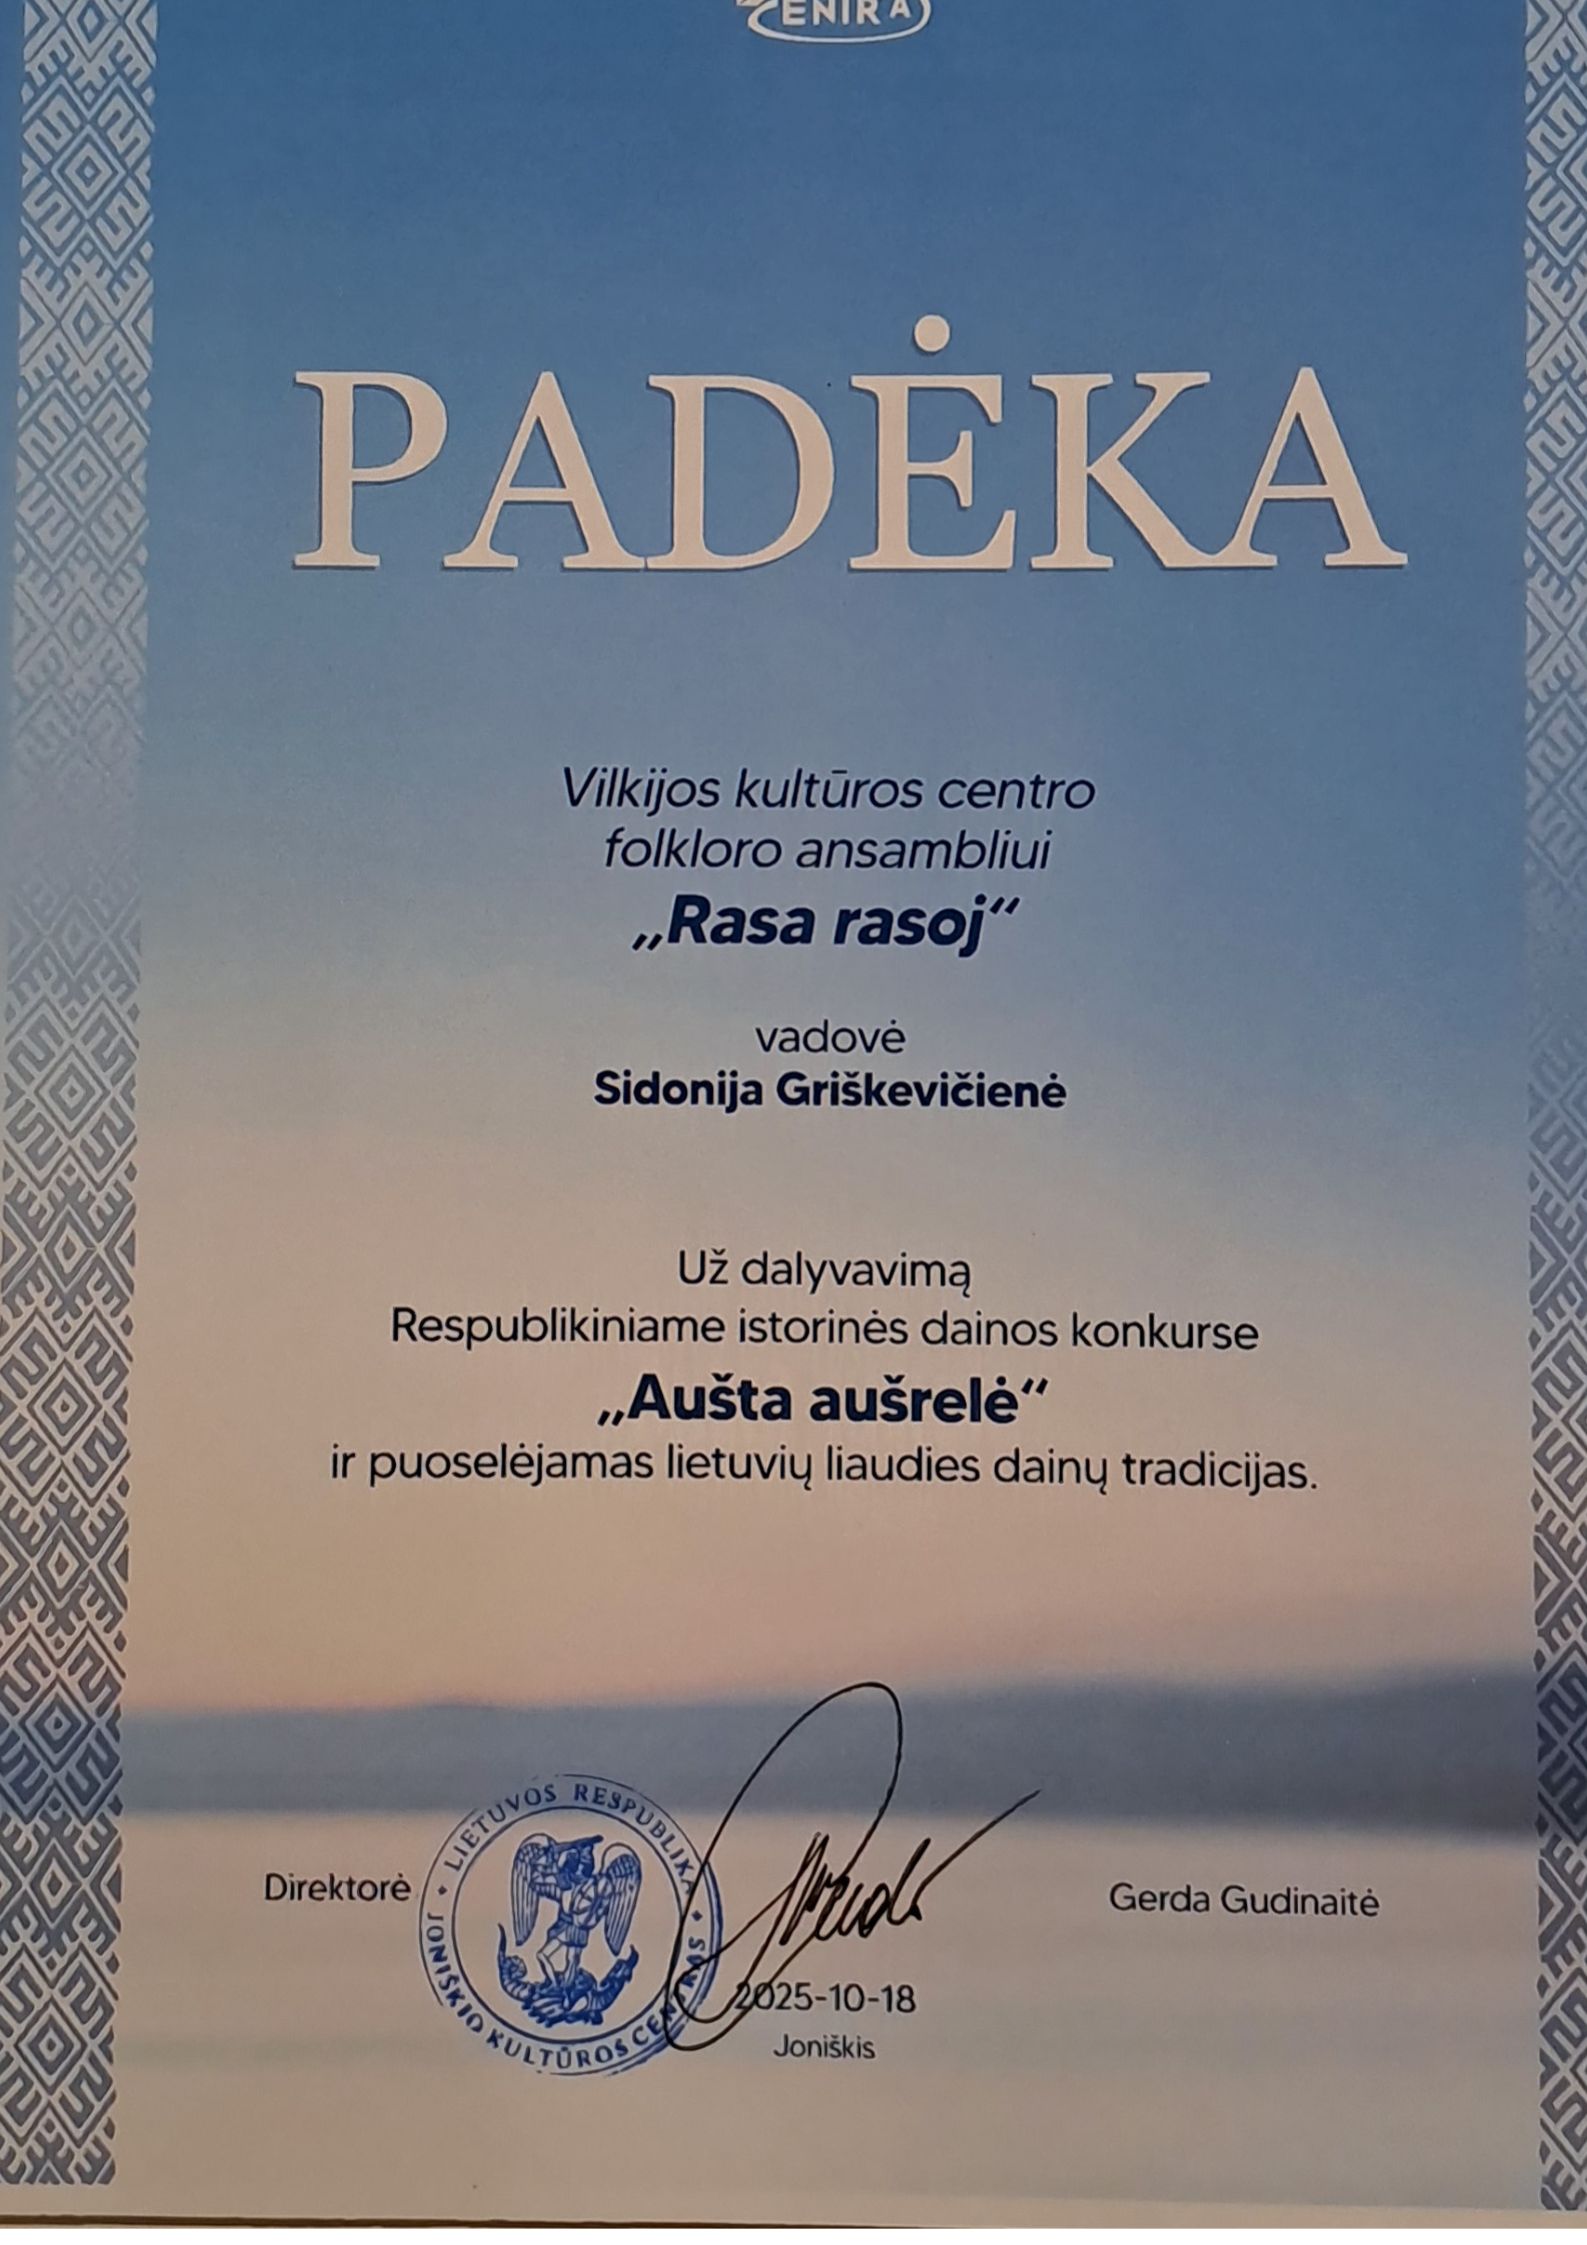 ENIRA
PADĖKA
Vilkijos kultūros centro
folkloro ansambliui
„Rasa rasoj“
vadovė
Sidonija Griškevičienė
Už dalyvavimą
Respublikiniame istorinės dainos konkurse
„Aušta aušrelė“
ir puoselėjamas lietuvių liaudies dainų tradicijas.
Direktorė
LIETUVOS RESPUBLIKA
JONIŠKIO KULTŪROS CENTRAS
Gerda Gudinaitė
2025-10-18
Joniškis